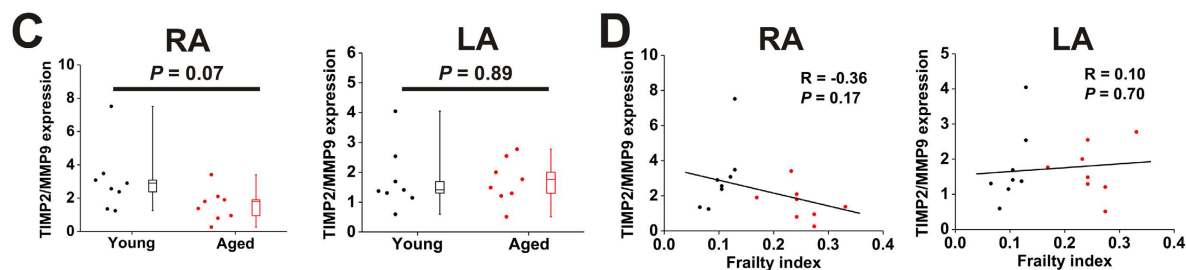 C
RA
P = 0.07
TIMP2/MMP9 expression
10
8
6
4
2
0
Young
Aged
LA
P = 0.89
TIMP2/MMP9 expression
6
5
4
3
2
1
0
Young
Aged
D
RA
R = -0.36
P = 0.17
TIMP2/MMP9 expression
10
8
6
4
2
0
0.0 0.1 0.2 0.3 0.4
Frailty index
LA
R = 0.10
P = 0.70
TIMP2/MMP9 expression
5
4
3
2
1
0
0.0 0.1 0.2 0.3 0.4
Frailty index